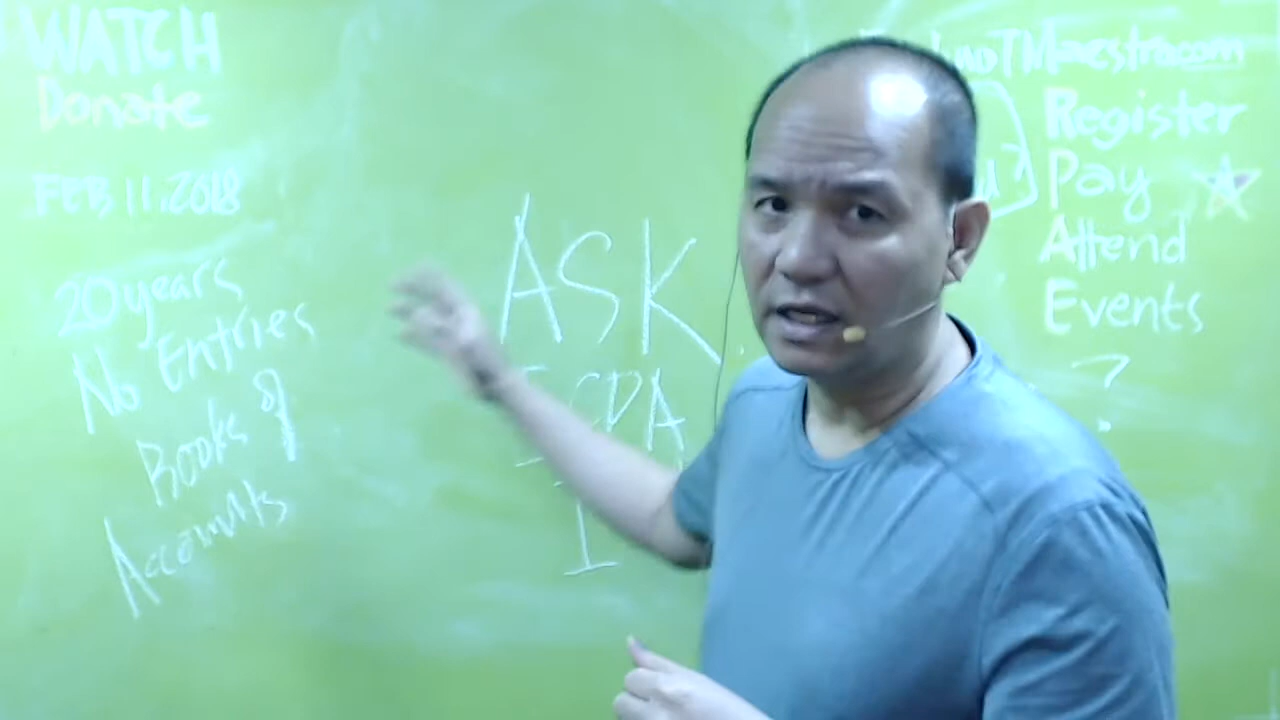 WATCH
Donate
FEB 11, 2018
20 years
No Entries
Books of
Accounts
ASK
CPA
I
Register
Pay
Attend
Events
?